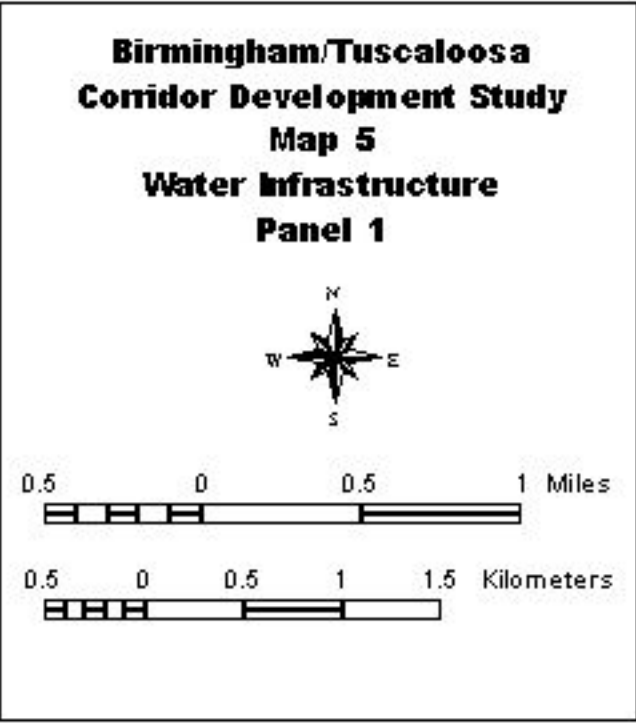 Birmingham/Tuscaloosa
Corridor Development Study
Map 5
Water Infrastructure
Panel 1
N
W E
S
0.5 0 0.5 1 Miles
0.5 0 0.5 1 1.5 Kilometers